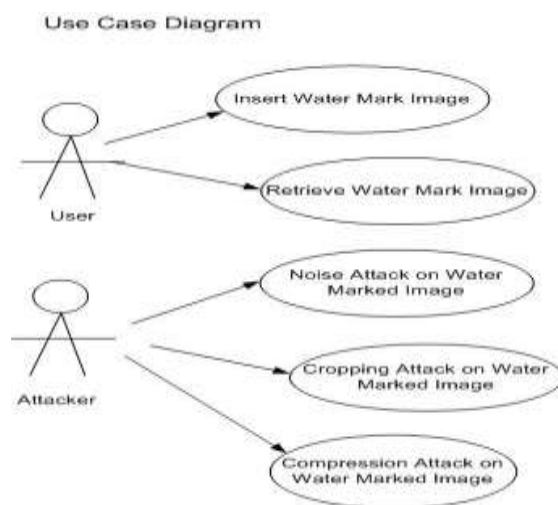 Use Case Diagram
Insert Water Mark Image
Retrieve Water Mark Image
User
Noise Attack on Water
Marked Image
Cropping Attack on Water
Marked Image
Attacker
Compression Attack on
Water Marked Image